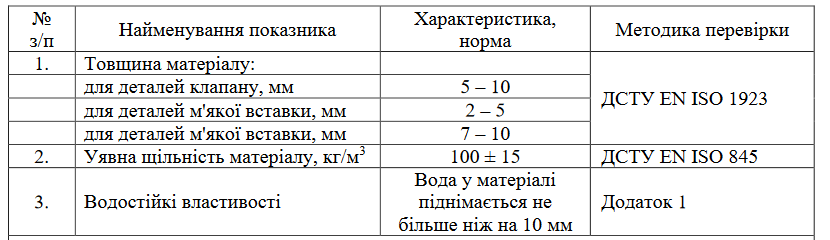 № з/п Найменування показника Характеристика, норма Методика перевірки
1. Товщина матеріалу:
для деталей клапану, мм 5 – 10
для деталей м'якої вставки, мм 2 – 5
для деталей м'якої вставки, мм 7 – 10
ДСТУ EN ISO 1923
2. Уявна щільність матеріалу, кг/м³ 100 ± 15 ДСТУ EN ISO 845
3. Водостійкі властивості Вода у матеріалі піднімається не більше ніж на 10 мм Додаток 1